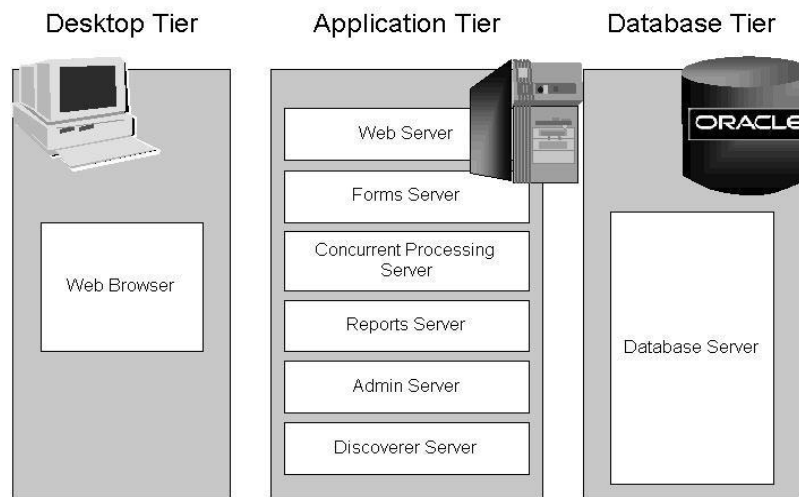 Desktop Tier
Application Tier
Database Tier
ORACLE
Web Server
Forms Server
Concurrent Processing
Server
Web Browser
Reports Server
Database Server
Admin Server
Discoverer Server